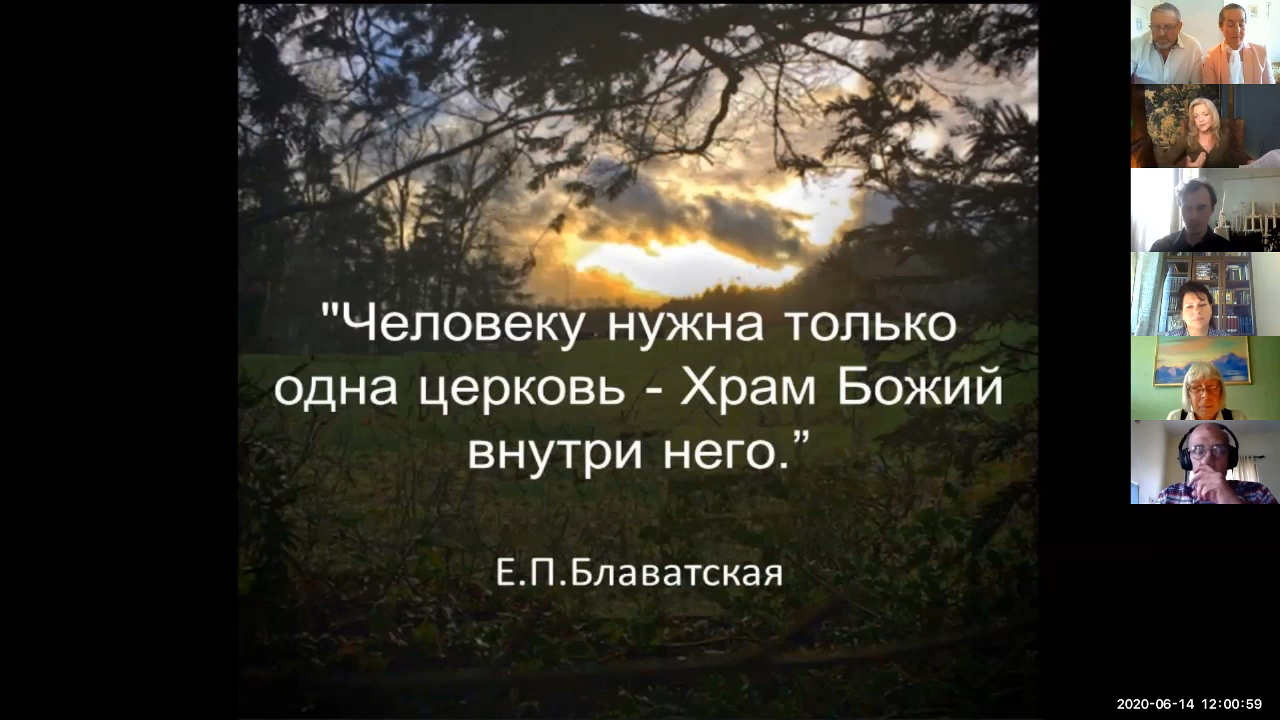 "Человеку нужна только
одна церковь - Храм Божий
внутри него.”
Е.П.Блаватская
2020-06-14 12:00:59